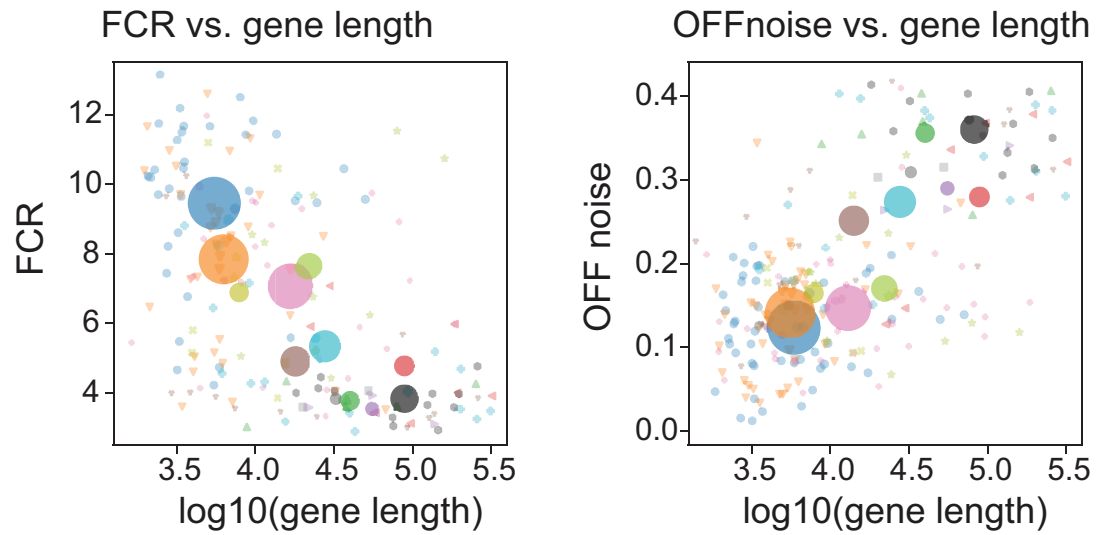 FCR vs. gene length
FCR
12
10
8
6
4
3.5 4.0 4.5 5.0 5.5
log10(gene length)
OFFnoise vs. gene length
OFF noise
0.4
0.3
0.2
0.1
0.0
3.5 4.0 4.5 5.0 5.5
log10(gene length)